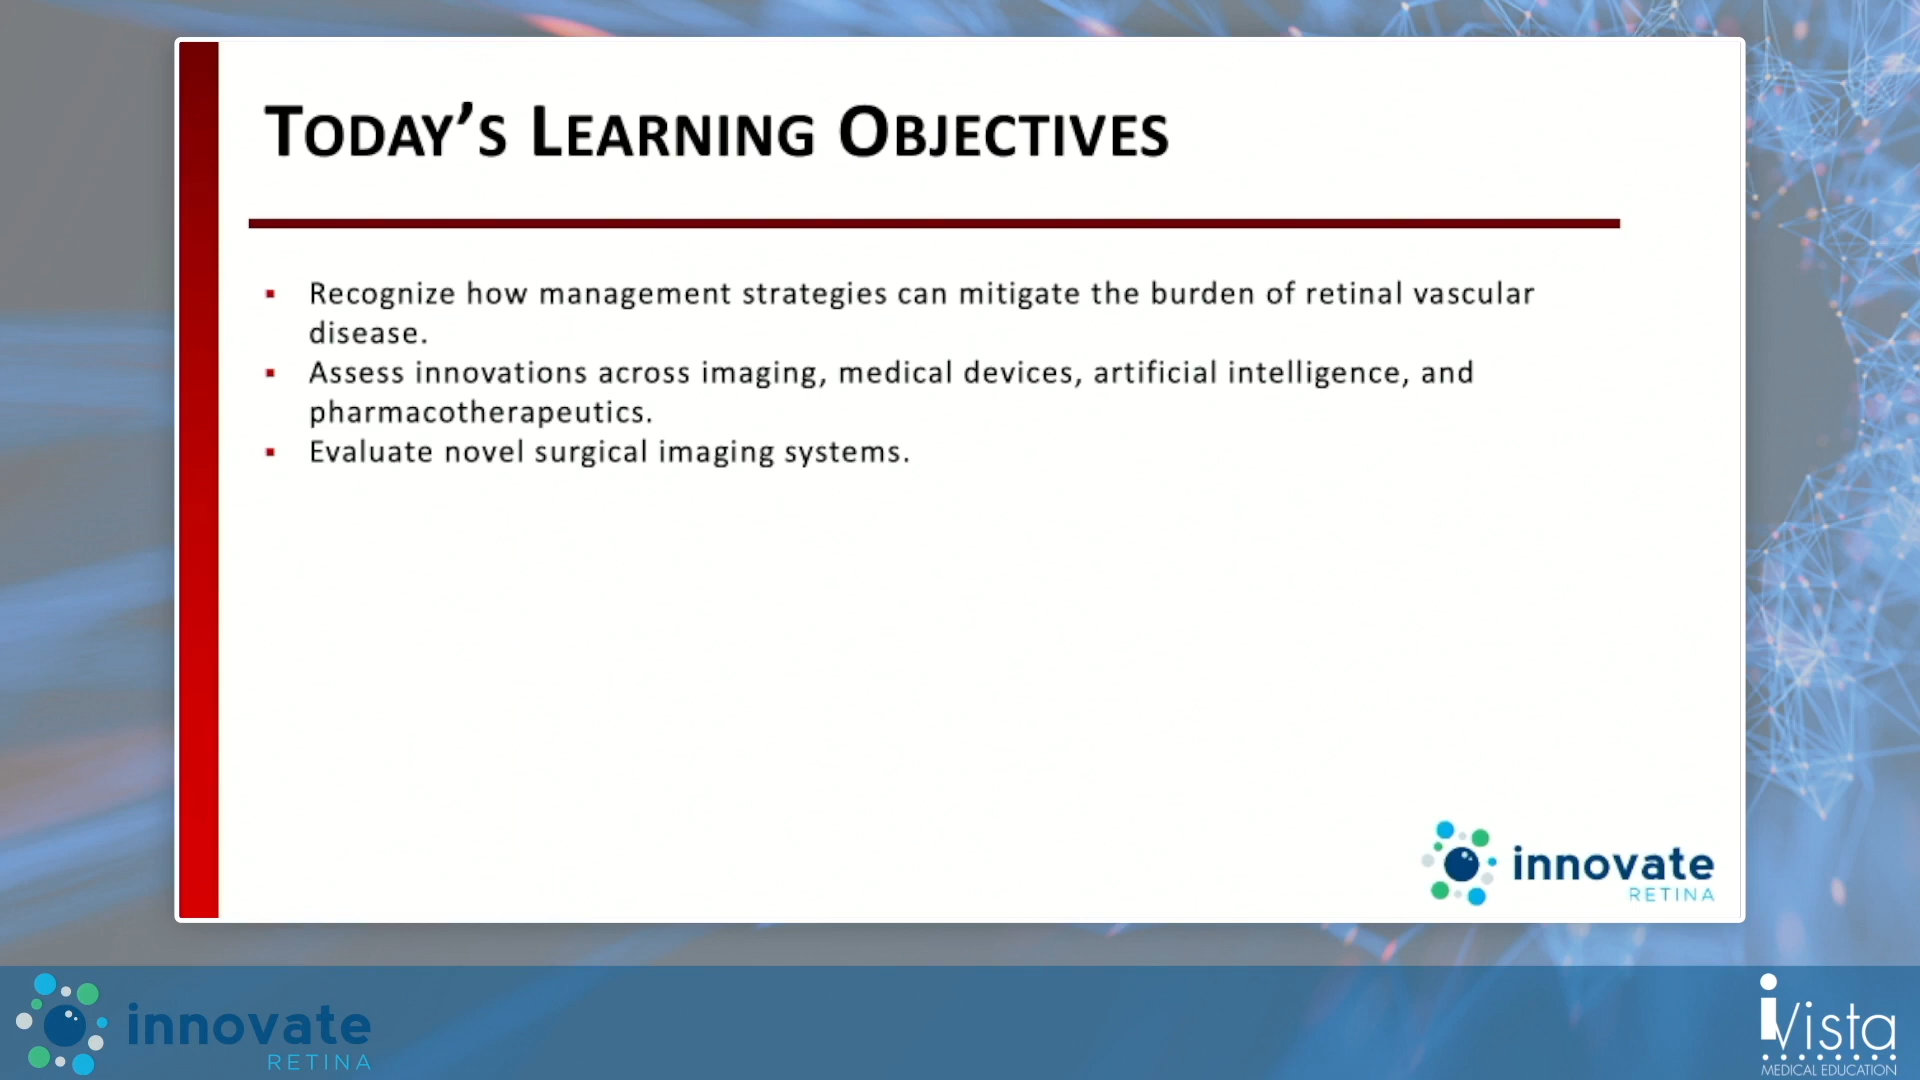 TODAY'S LEARNING OBJECTIVES
▪ Recognize how management strategies can mitigate the burden of retinal vascular
disease.
▪ Assess innovations across imaging, medical devices, artificial intelligence, and
pharmacotherapeutics.
▪ Evaluate novel surgical imaging systems.
innovate
RETINA
innovate
RETINA
iVista
MEDICAL EDUCATION